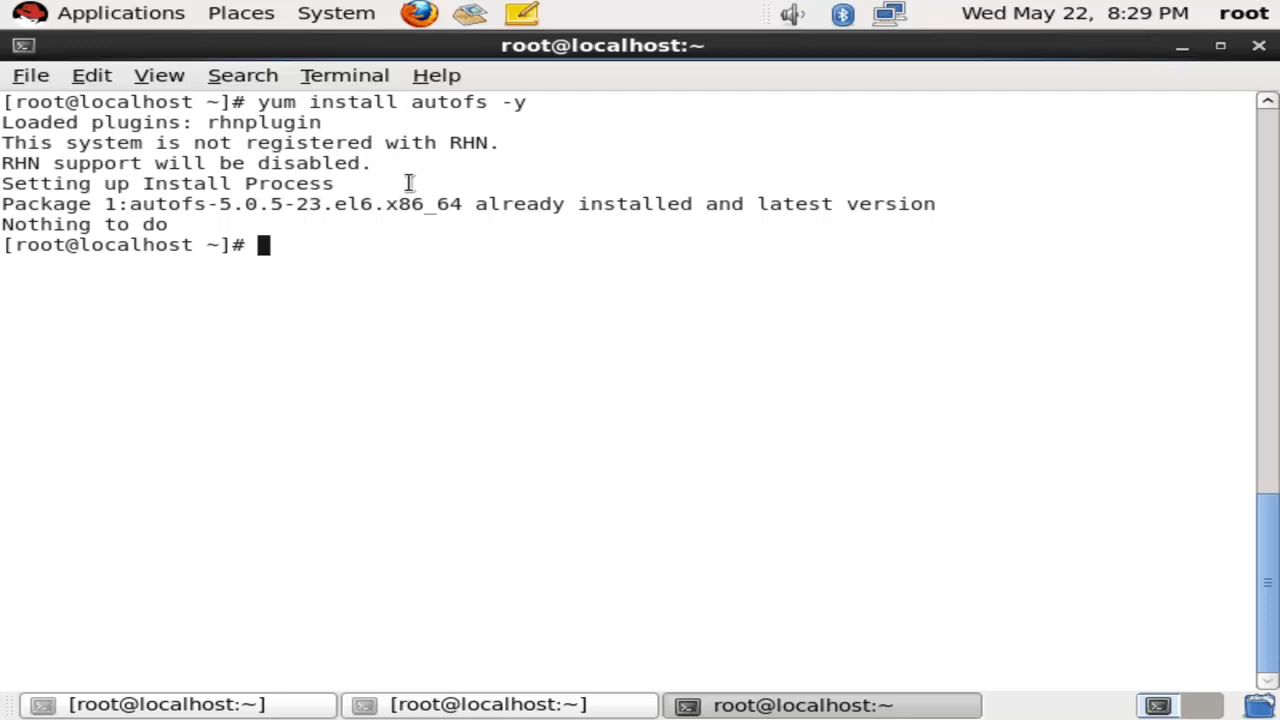 Applications Places System Wed May 22, 8:29 PM root
root@localhost:~
File Edit View Search Terminal Help
[root@localhost ~]# yum install autofs -y
Loaded plugins: rhnplugin
This system is not registered with RHN.
RHN support will be disabled.
Setting up Install Process
Package 1:autofs-5.0.5-23.el6.x86_64 already installed and latest version
Nothing to do
[root@localhost ~]#
[root@localhost:~] [root@localhost:~] root@localhost:~